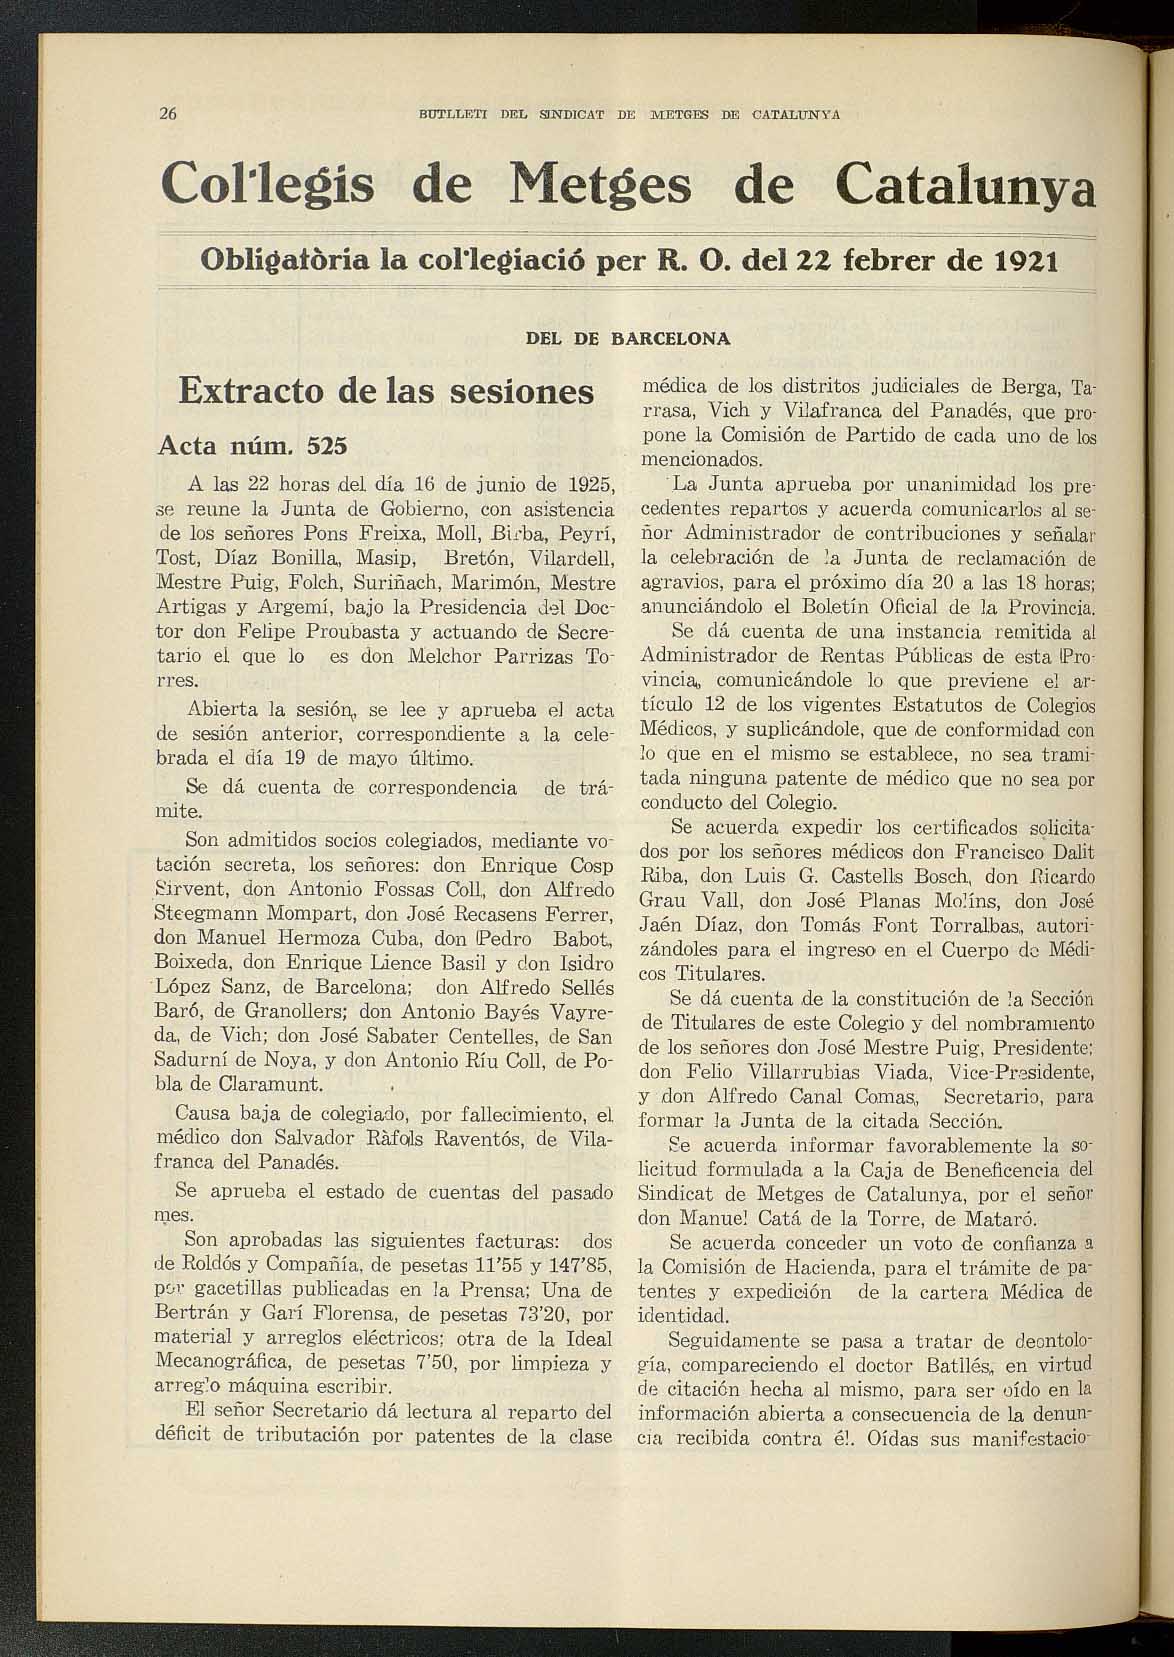 26 BUTLLETI DEL SINDICAT DE METGES DE CATALUNYA
Col·legis de Metges de Catalunya
Obligatòria la col·legiació per R. O. del 22 febrer de 1921
DEL DE BARCELONA
Extracto de las sesiones
Acta núm. 525
A las 22 horas del día 16 de junio de 1925,
se reune la Junta de Gobierno, con asistencia
de los señores Pons Freixa, Moll, Birba, Peyrí,
Tost, Díaz Bonilla, Masip, Bretón, Vilardell,
Mestre Puig, Folch, Suriñach, Marimón, Mestre
Artigas y Argemí, bajo la Presidencia del Doc-
tor don Felipe Proubasta y actuando de Secre-
tario el que lo es don Melchor Parrizas To-
rres.
Abierta la sesión, se lee y aprueba el acta
de sesión anterior, correspondiente a la cele-
brada el día 19 de mayo último.
Se dá cuenta de correspondencia de trá-
mite.
Son admitidos socios colegiados, mediante vo-
tación secreta, los señores: don Enrique Cosp
Sirvent, don Antonio Fossas Coll, don Alfredo
Steegmann Mompart, don José Recasens Ferrer,
don Manuel Hermoza Cuba, don Pedro Babot,
Boixeda, don Enrique Lience Basil y don Isidro
López Sanz, de Barcelona; don Alfredo Sellés
Baró, de Granollers; don Antonio Bayés Vayre-
da, de Vich; don José Sabater Centelles, de San
Sadurní de Noya, y don Antonio Ríu Coll, de Po-
bla de Claramunt.
Causa baja de colegiado, por fallecimiento, el
médico don Salvador Ràfols Raventós, de Vila-
franca del Panadés.
Se aprueba el estado de cuentas del pasado
mes.
Son aprobadas las siguientes facturas: dos
de Roldós y Compañía, de pesetas 11'55 y 147'85,
por gacetillas publicadas en la Prensa; Una de
Bertrán y Garí Florensa, de pesetas 73'20, por
material y arreglos eléctricos; otra de la Ideal
Mecanográfica, de pesetas 7'50, por limpieza y
arreglo máquina escribir.
El señor Secretario dá lectura al reparto del
déficit de tributación por patentes de la clase
médica de los distritos judiciales de Berga, Ta-
rrasa, Vich y Vilafranca del Panadés, que pro-
pone la Comisión de Partido de cada uno de los
mencionados.
La Junta aprueba por unanimidad los pre-
cedentes repartos y acuerda comunicarlos al se-
ñor Administrador de contribuciones y señalar
la celebración de la Junta de reclamación de
agravios, para el próximo día 20 a las 18 horas;
anunciándolo el Boletín Oficial de la Provincia.
Se dá cuenta de una instancia remitida al
Administrador de Rentas Públicas de esta Pro-
vincia, comunicándole lo que previene el ar-
tículo 12 de los vigentes Estatutos de Colegios
Médicos, y suplicándole, que de conformidad con
lo que en el mismo se establece, no sea trami-
tada ninguna patente de médico que no sea por
conducto del Colegio.
Se acuerda expedir los certificados solicita-
dos por los señores médicos don Francisco Dalit
Riba, don Luis G. Castells Bosch, don Ricardo
Grau Vall, don José Planas Molíns, don José
Jaén Díaz, don Tomás Font Torralbas, autori-
zándoles para el ingreso en el Cuerpo de Médi-
cos Titulares.
Se dá cuenta de la constitución de la Sección
de Titulares de este Colegio y del nombramiento
de los señores don José Mestre Puig, Presidente;
don Felio Villarrubias Viada, Vice-Presidente,
y don Alfredo Canal Comas, Secretario, para
formar la Junta de la citada Sección.
Se acuerda informar favorablemente la so-
licitud formulada a la Caja de Beneficencia del
Sindicat de Metges de Catalunya, por el señor
don Manuel Catá de la Torre, de Mataró.
Se acuerda conceder un voto de confianza a
la Comisión de Hacienda, para el trámite de pa-
tentes y expedición de la cartera Médica de
identidad.
Seguidamente se pasa a tratar de deontolo-
gía, compareciendo el doctor Batllés, en virtud
de citación hecha al mismo, para ser oído en la
información abierta a consecuencia de la denun-
cia recibida contra él. Oídas sus manifestacio-